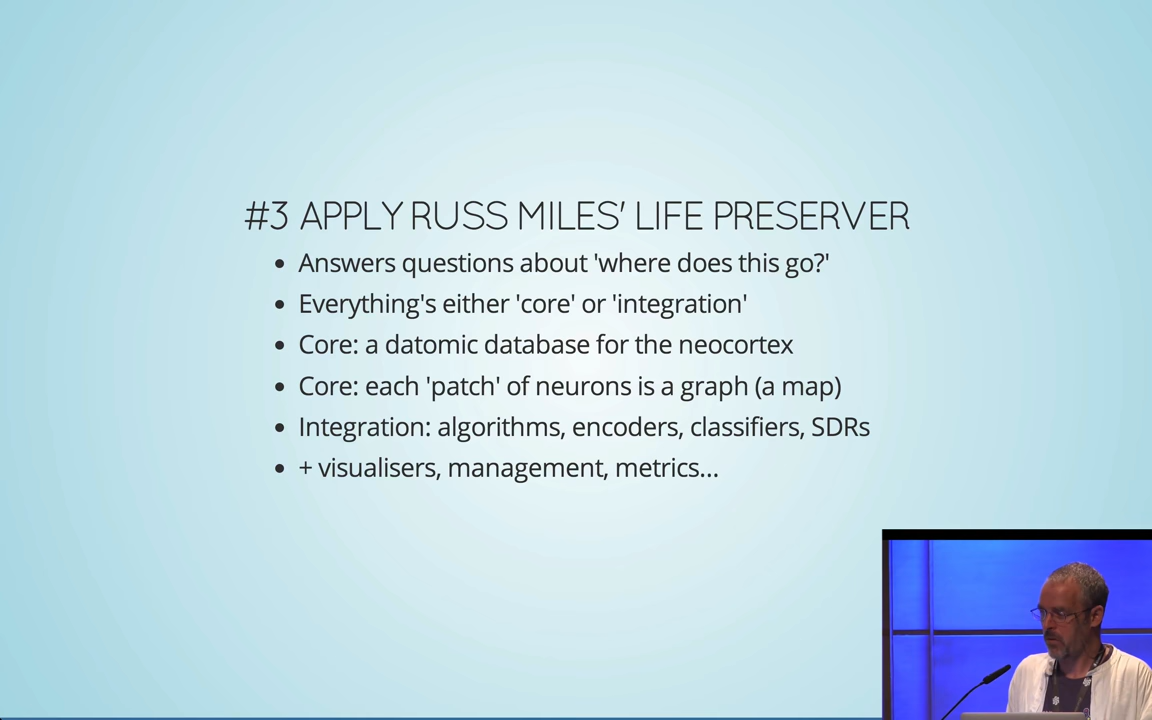 #3 APPLY RUSS MILES' LIFE PRESERVER
Answers questions about 'where does this go?'
Everything's either 'core' or 'integration'
Core: a datomic database for the neocortex
Core: each 'patch' of neurons is a graph (a map)
Integration: algorithms, encoders, classifiers, SDRs
+ visualisers, management, metrics...